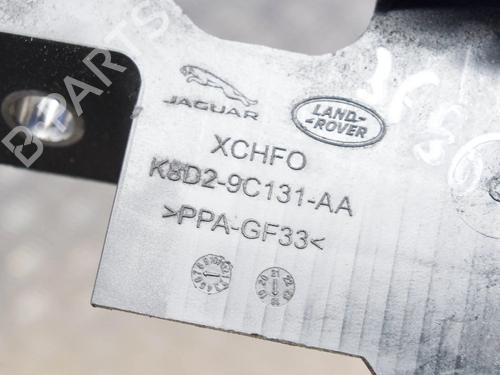 JAGUAR
LAND-
ROVER
XCHFO
K8D2-9C131-AA
>PPA-GF33<
B-PARTS